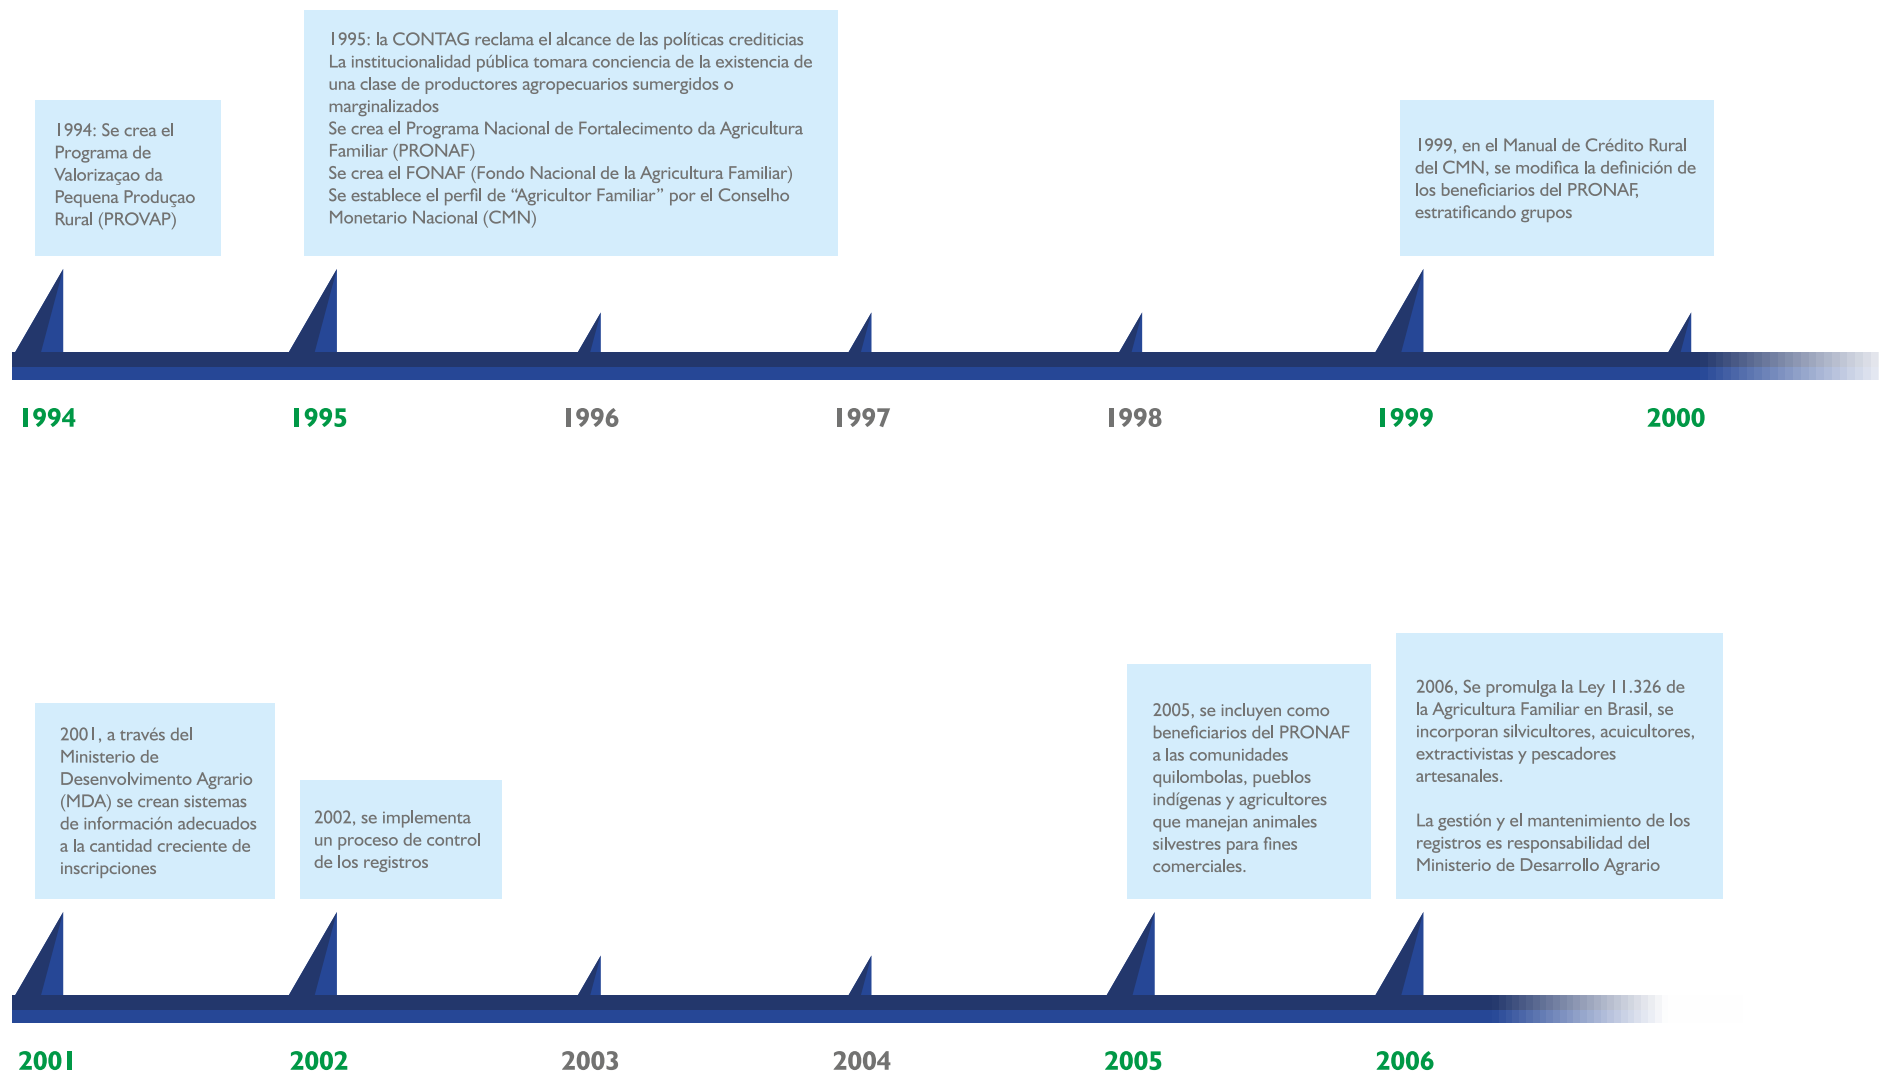 1994: Se crea el
Programa de
Valorizaçao da
Pequena Produçao
Rural (PROVAP)
1995: la CONTAG reclama el alcance de las políticas crediticias
La institucionalidad pública tomara conciencia de la existencia de
una clase de productores agropecuarios sumergidos o
marginalizados
Se crea el Programa Nacional de Fortalecimento da Agricultura
Familiar (PRONAF)
Se crea el FONAF (Fondo Nacional de la Agricultura Familiar)
Se establece el perfil de “Agricultor Familiar” por el Conselho
Monetario Nacional (CMN)
1999, en el Manual de Crédito Rural
del CMN, se modifica la definición de
los beneficiarios del PRONAF,
estratificando grupos
1994
1995
1996
1997
1998
1999
2000
2001, a través del
Ministerio de
Desenvolvimento Agrario
(MDA) se crean sistemas
de información adecuados
a la cantidad creciente de
inscripciones
2002, se implementa
un proceso de control
de los registros
2005, se incluyen como
beneficiarios del PRONAF
a las comunidades
quilombolas, pueblos
indígenas y agricultores
que manejan animales
silvestres para fines
comerciales.
2006, Se promulga la Ley 11.326 de
la Agricultura Familiar en Brasil, se
incorporan silvicultores, acuicultores,
extractivistas y pescadores
artesanales.
La gestión y el mantenimiento de los
registros es responsabilidad del
Ministerio de Desarrollo Agrario
2001
2002
2003
2004
2005
2006